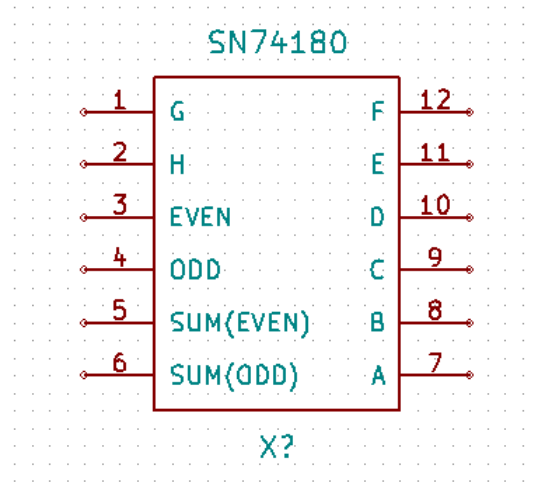 SN74180
1 G F 12
2 H E 11
3 EVEN D 10
4 ODD C 9
5 SUM(EVEN) B 8
6 SUM(ODD) A 7
X?